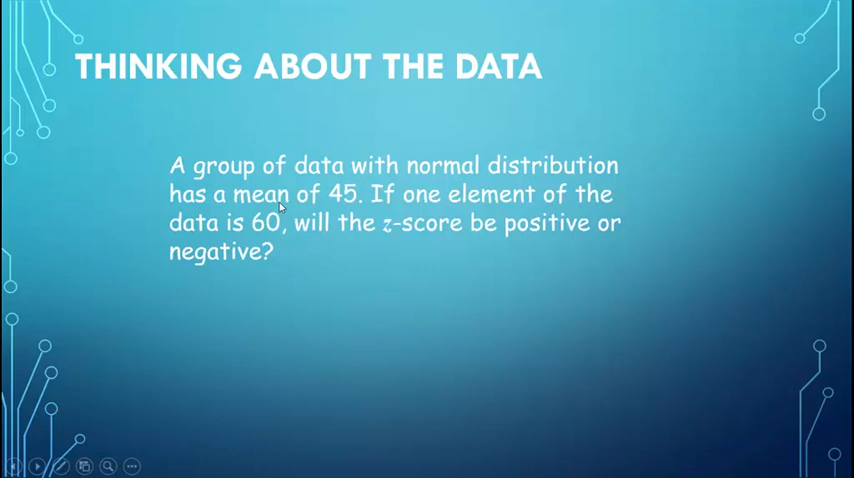 THINKING ABOUT THE DATA
A group of data with normal distribution
has a mean of 45. If one element of the
data is 60, will the z-score be positive or
negative?